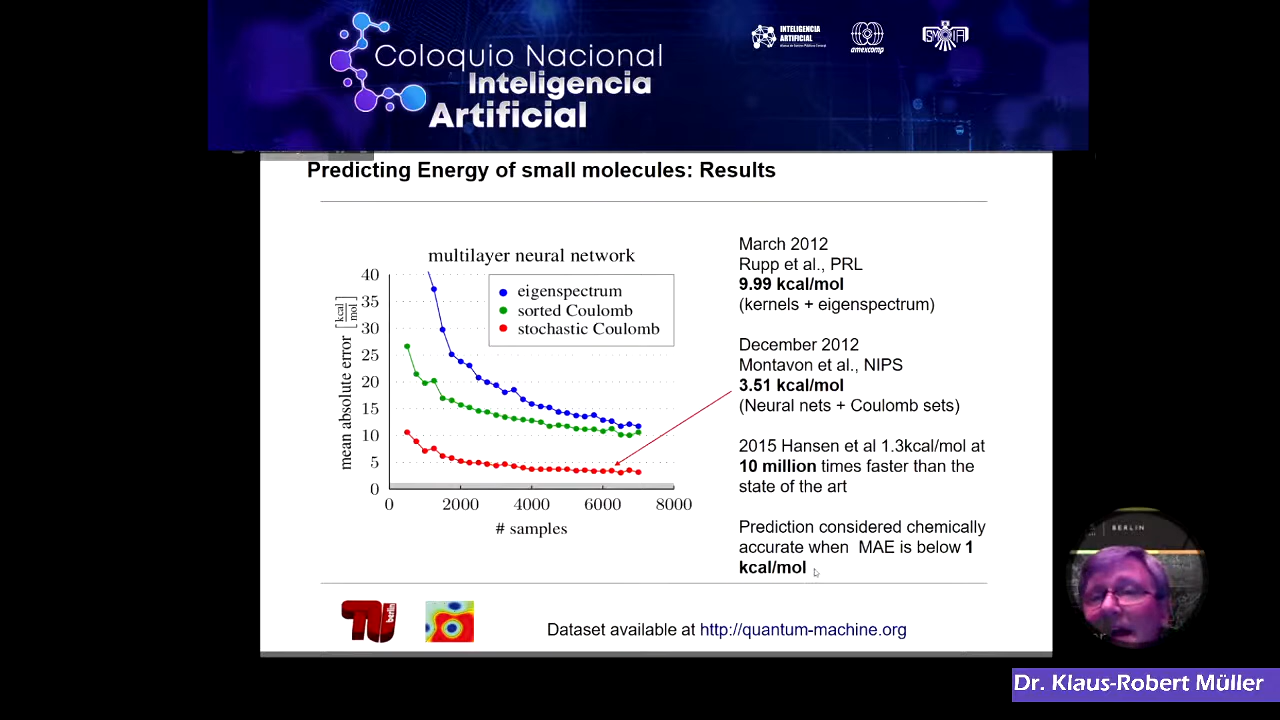 Coloquio Nacional
Inteligencia
Artificial
INTELIGENCIA
ARTIFICIAL
amexcomp
SMIA
Predicting Energy of small molecules: Results
multilayer neural network
40
35
30
25
20
15
10
5
0
mean absolute error [kcal/mol]
eigenspectrum
sorted Coulomb
stochastic Coulomb
0 2000 4000 6000 8000
# samples
March 2012
Rupp et al., PRL
9.99 kcal/mol
(kernels + eigenspectrum)
December 2012
Montavon et al., NIPS
3.51 kcal/mol
(Neural nets + Coulomb sets)
2015 Hansen et al 1.3kcal/mol at
10 million times faster than the
state of the art
Prediction considered chemically
accurate when MAE is below 1
kcal/mol
TU berlin
Dataset available at http://quantum-machine.org
BERLIN
Dr. Klaus-Robert Müller